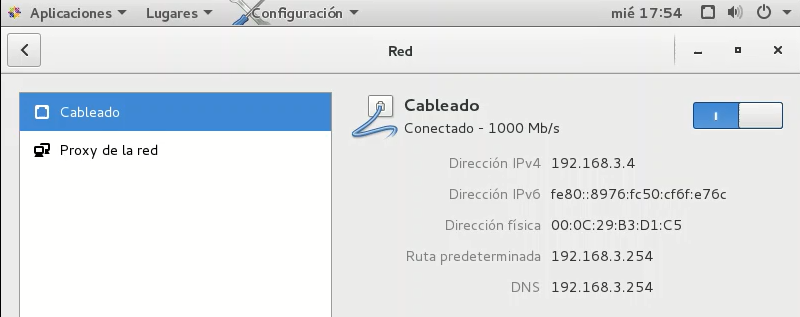 Aplicaciones Lugares Configuración mié 17:54
Red
Cableado
Proxy de la red
Cableado
Conectado - 1000 Mb/s
Dirección IPv4 192.168.3.4
Dirección IPv6 fe80::8976:fc50:cf6f:e76c
Dirección física 00:0C:29:B3:D1:C5
Ruta predeterminada 192.168.3.254
DNS 192.168.3.254